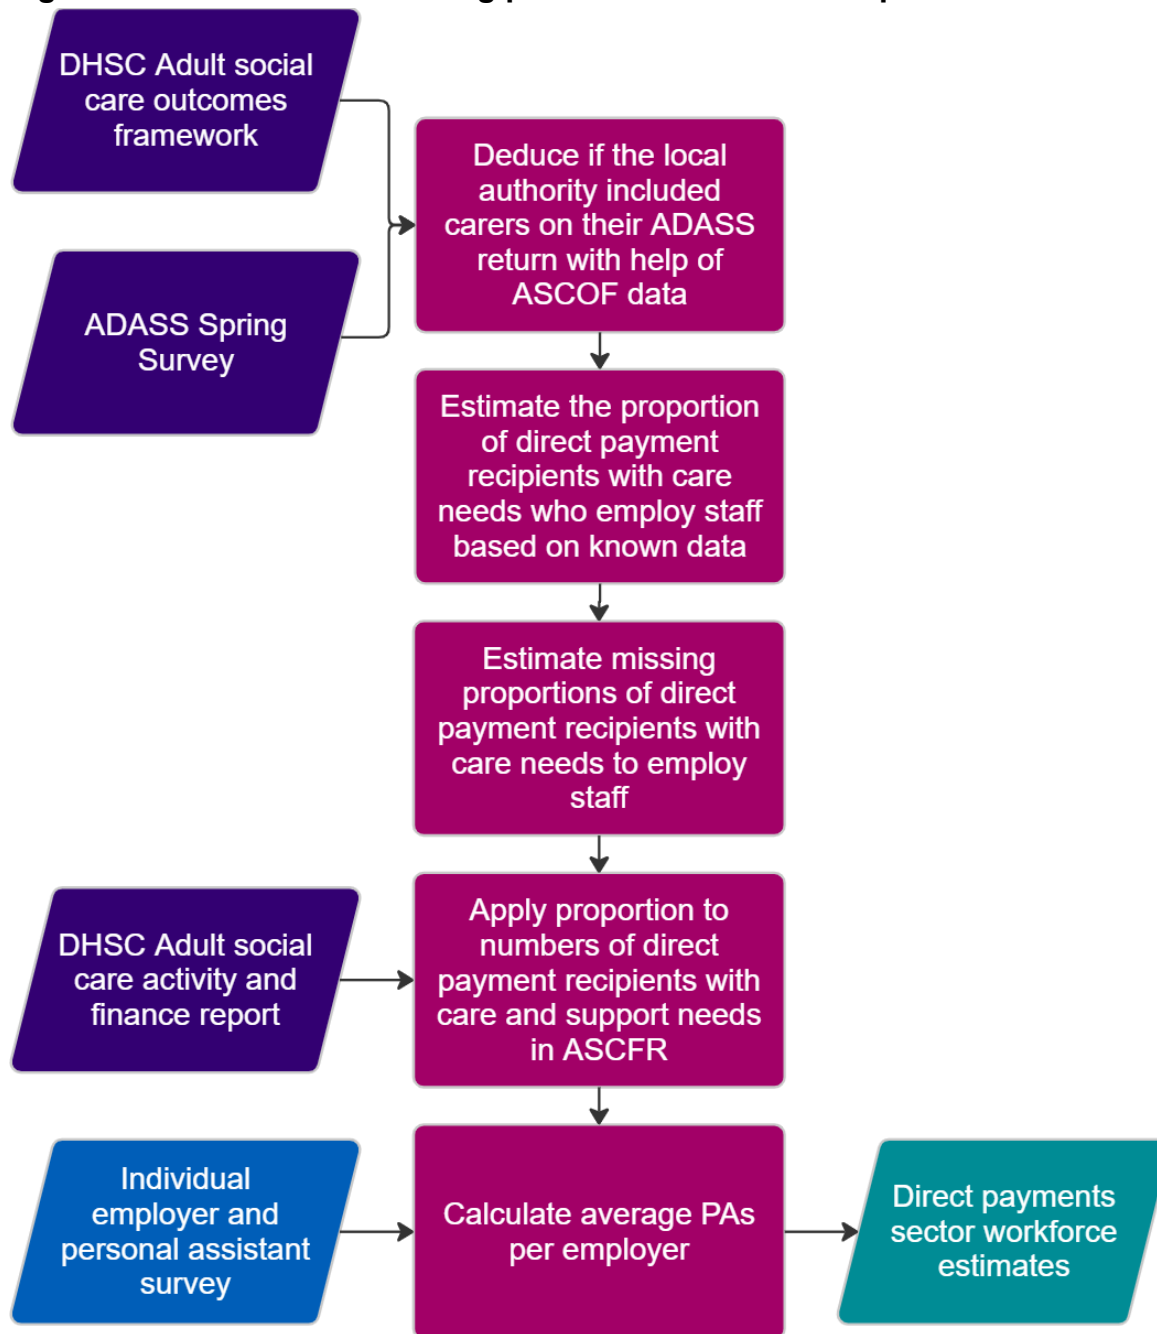 DHSC Adult social
care outcomes
framework
Deduce if the local
authority included
carers on their ADASS
return with help of
ASCOF data
ADASS Spring
Survey
Estimate the proportion
of direct payment
recipients with care
needs who employ staff
based on known data
Estimate missing
proportions of direct
payment recipients with
care needs to employ
staff
DHSC Adult social
care activity and
finance report
Apply proportion to
numbers of direct
payment recipients with
care and support needs
in ASCFR
Individual
employer and
personal assistant
survey
Calculate average PAs
per employer
Direct payments
sector workforce
estimates